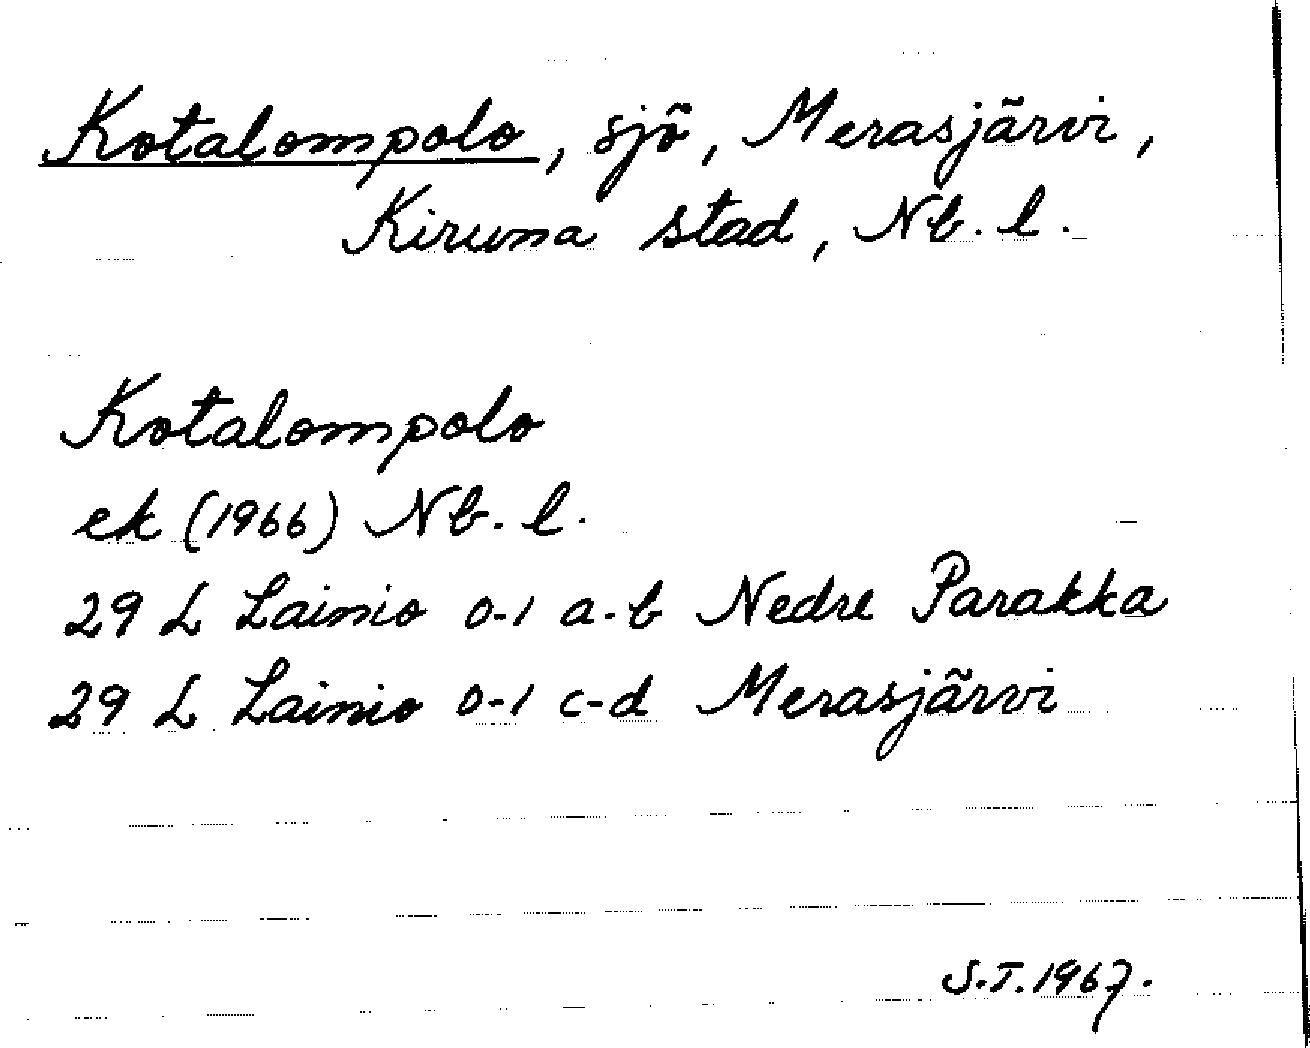 Kotalompolo, sjö, Merasjärvi,
Kiruna stad, Nb. l.
Kotalompolo
ek (1966) Nb. l.
29 L Lainio 0-1 a-b Nedre Parakka
29 L Lainio 0-1 c-d Merasjärvi
S.T. 1967.